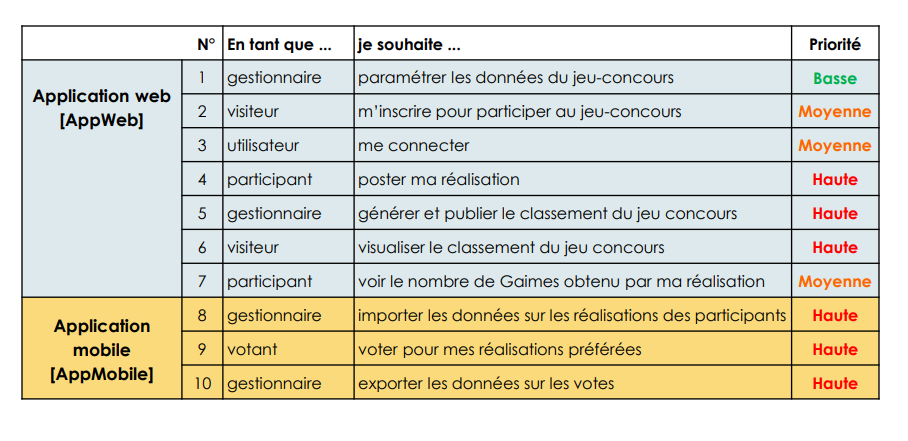 N° En tant que ... je souhaite ... Priorité
Application web
[AppWeb]
1 gestionnaire paramétrer les données du jeu-concours Basse
2 visiteur m’inscrire pour participer au jeu-concours Moyenne
3 utilisateur me connecter Moyenne
4 participant poster ma réalisation Haute
5 gestionnaire générer et publier le classement du jeu concours Haute
6 visiteur visualiser le classement du jeu concours Haute
7 participant voir le nombre de Gaimes obtenu par ma réalisation Moyenne
Application
mobile
[AppMobile]
8 gestionnaire importer les données sur les réalisations des participants Haute
9 votant voter pour mes réalisations préférées Haute
10 gestionnaire exporter les données sur les votes Haute